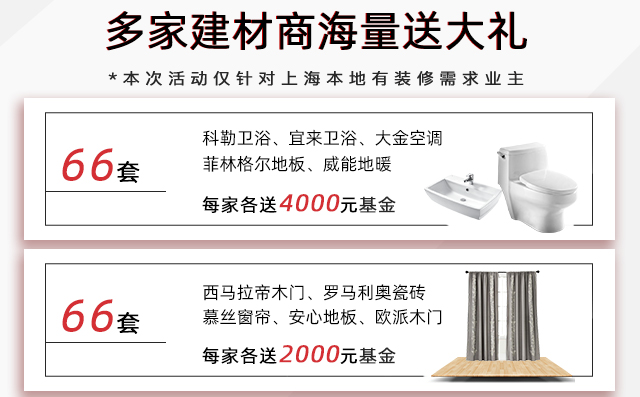 多家建材商海量送大礼
*本次活动仅针对上海本地有装修需求业主
66套
科勒卫浴、宜来卫浴、大金空调
菲林格尔地板、威能地暖
每家各送4000元基金
66套
西马拉帝木门、罗马利奥瓷砖
慕丝窗帘、安心地板、欧派木门
每家各送2000元基金